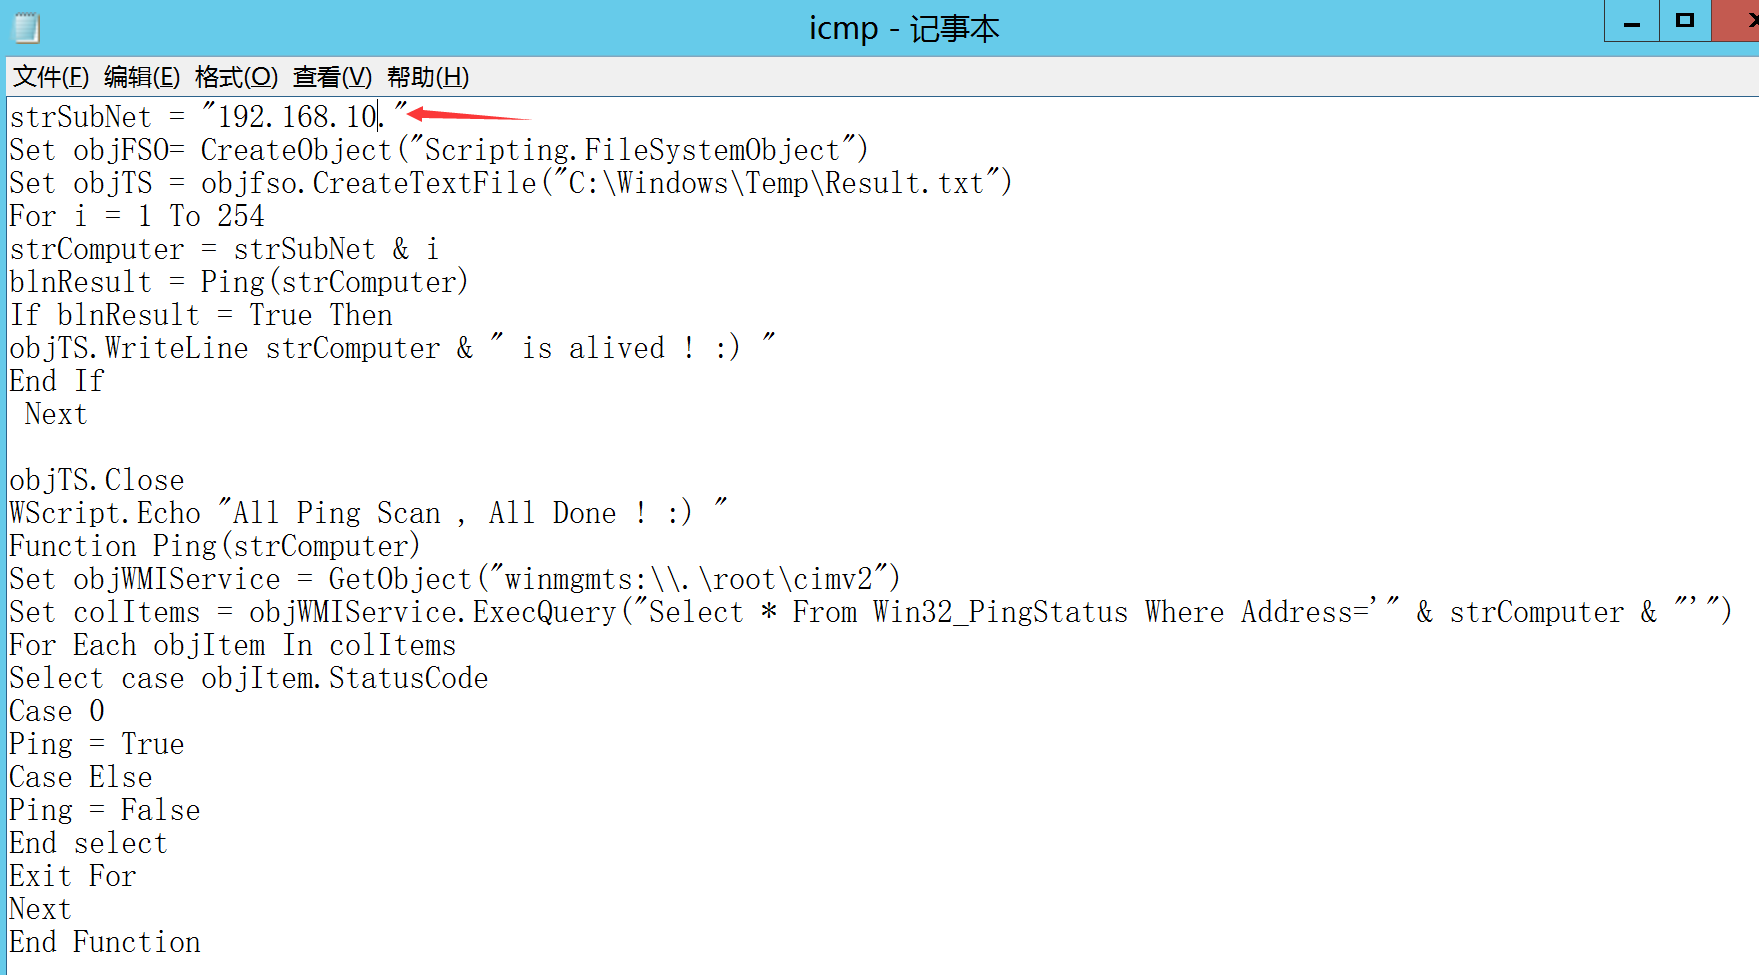 icmp - 记事本
文件(F) 编辑(E) 格式(O) 查看(V) 帮助(H)
strSubNet = "192.168.10."
Set objFSO= CreateObject("Scripting.FileSystemObject")
Set objTS = objfso.CreateTextFile("C:\Windows\Temp\Result.txt")
For i = 1 To 254
strComputer = strSubNet & i
blnResult = Ping(strComputer)
If blnResult = True Then
objTS.WriteLine strComputer & " is alived ! :) "
End If
 Next
objTS.Close
WScript.Echo "All Ping Scan , All Done ! :) "
Function Ping(strComputer)
Set objWMIService = GetObject("winmgmts:\\.\root\cimv2")
Set colItems = objWMIService.ExecQuery("Select * From Win32_PingStatus Where Address='" & strComputer & "'")
For Each objItem In colItems
Select case objItem.StatusCode
Case 0
Ping = True
Case Else
Ping = False
End select
Exit For
Next
End Function